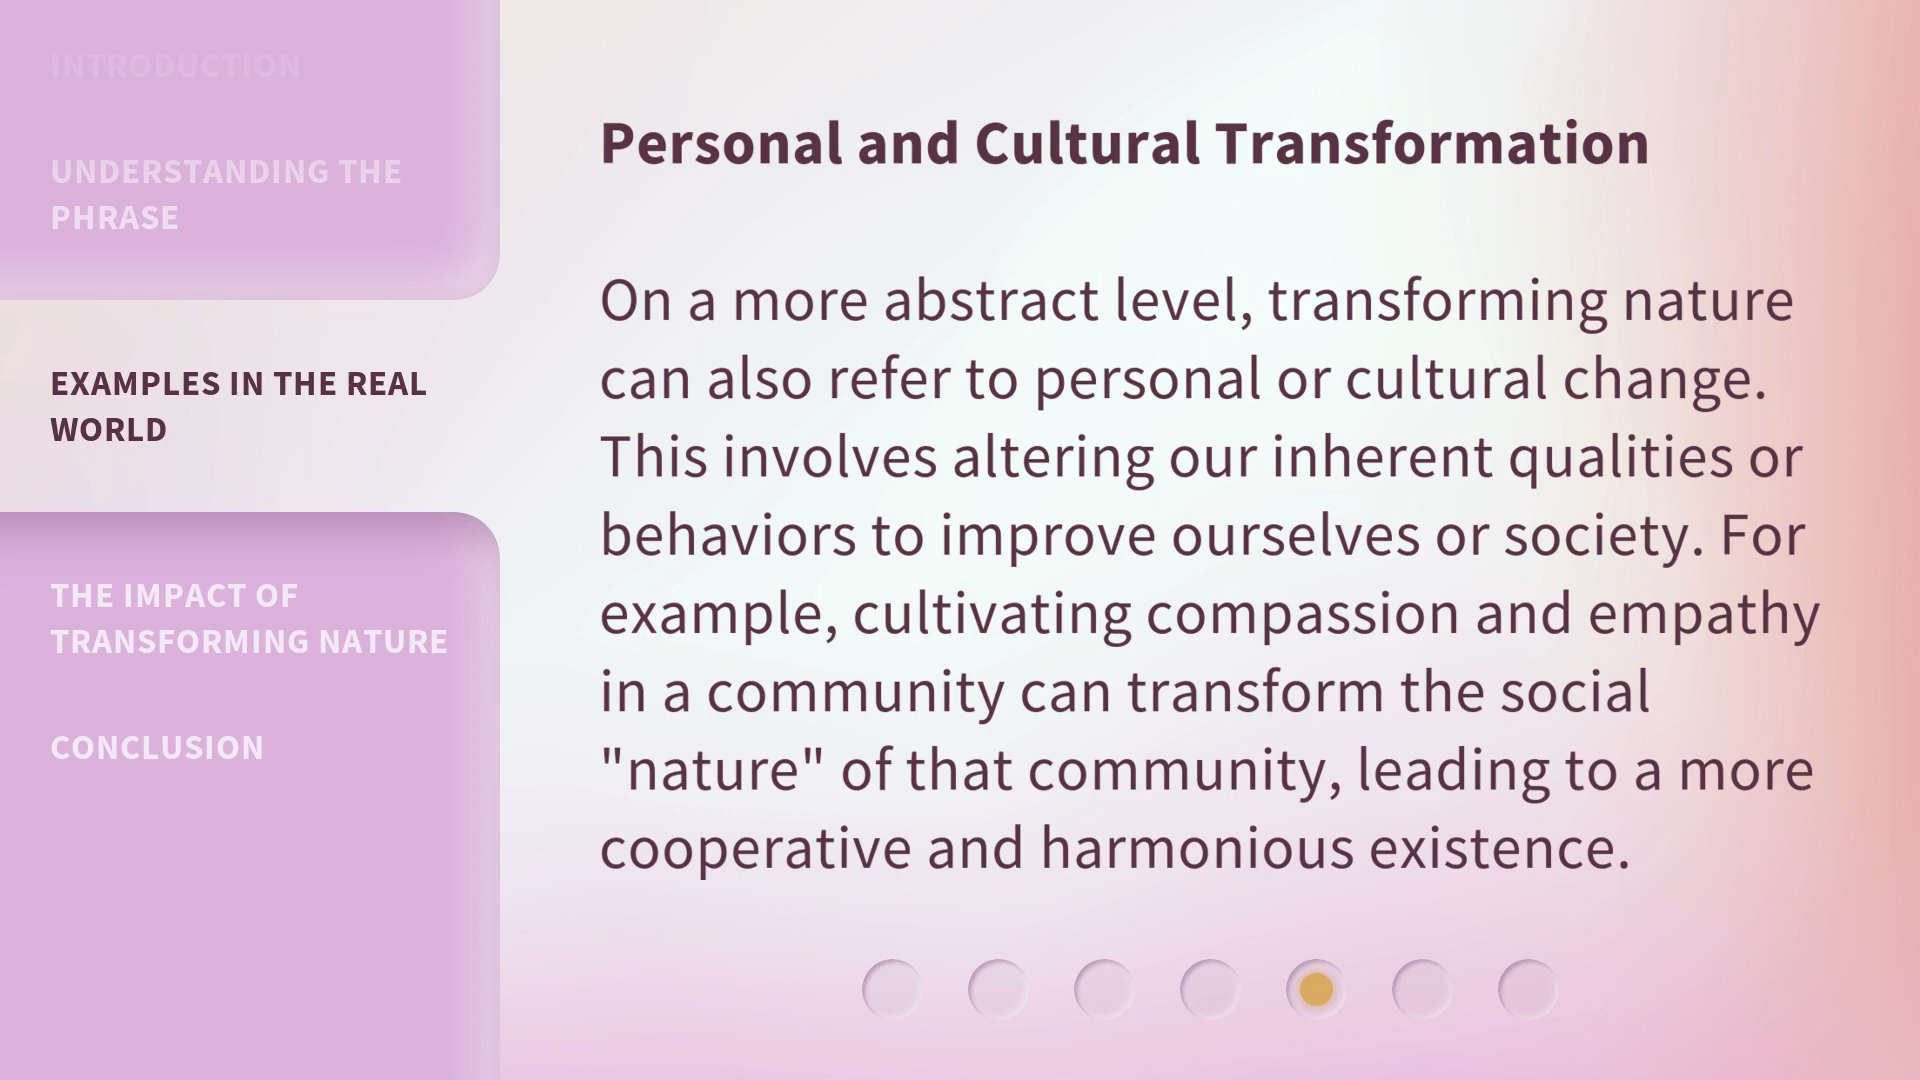 INTRODUCTION
UNDERSTANDING THE
PHRASE
EXAMPLES IN THE REAL
WORLD
THE IMPACT OF
TRANSFORMING NATURE
CONCLUSION
Personal and Cultural Transformation
On a more abstract level, transforming nature
can also refer to personal or cultural change.
This involves altering our inherent qualities or
behaviors to improve ourselves or society. For
example, cultivating compassion and empathy
in a community can transform the social
"nature" of that community, leading to a more
cooperative and harmonious existence.